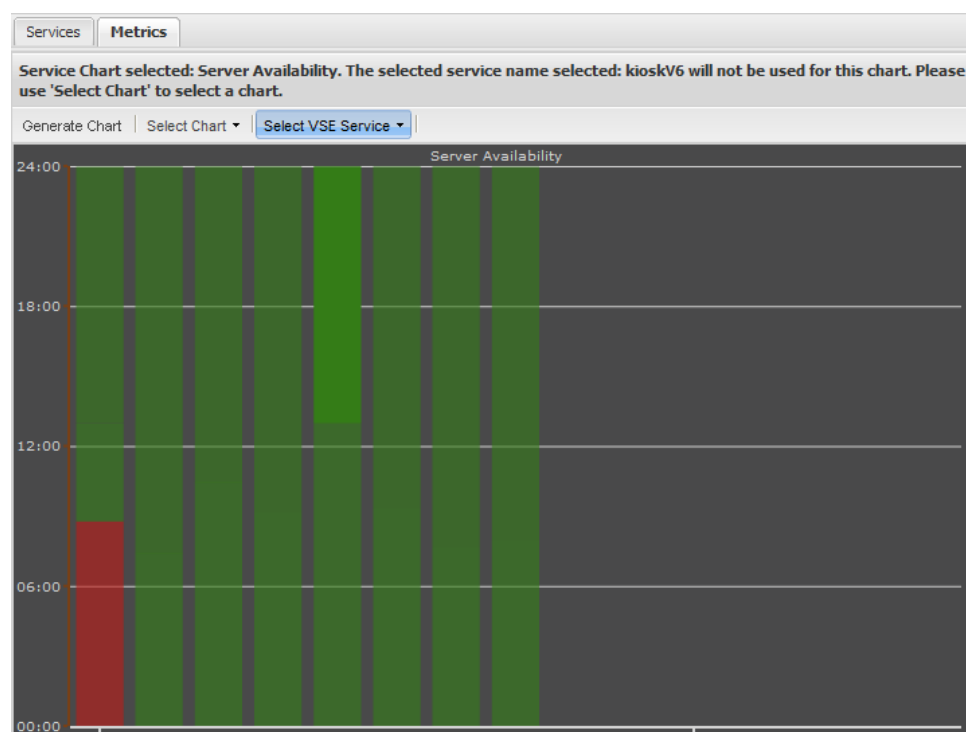 Services Metrics
Service Chart selected: Server Availability. The selected service name selected: kioskV6 will not be used for this chart. Please
use 'Select Chart' to select a chart.
Generate Chart Select Chart Select VSE Service
Server Availability
24:00
18:00
12:00
06:00
00:00